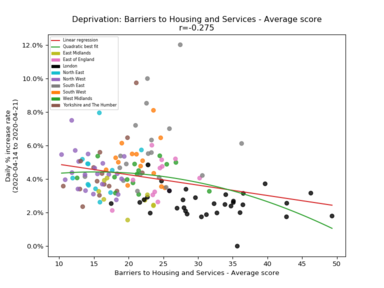 Deprivation: Barriers to Housing and Services - Average score
r=-0.275
Daily % increase rate
(2020-04-14 to 2020-04-21)
12.0%
10.0%
8.0%
6.0%
4.0%
2.0%
0.0%
Linear regression
Quadratic best fit
East Midlands
East of England
London
North East
North West
South East
South West
West Midlands
Yorkshire and The Humber
10
15
20
25
30
35
40
45
50
Barriers to Housing and Services - Average score